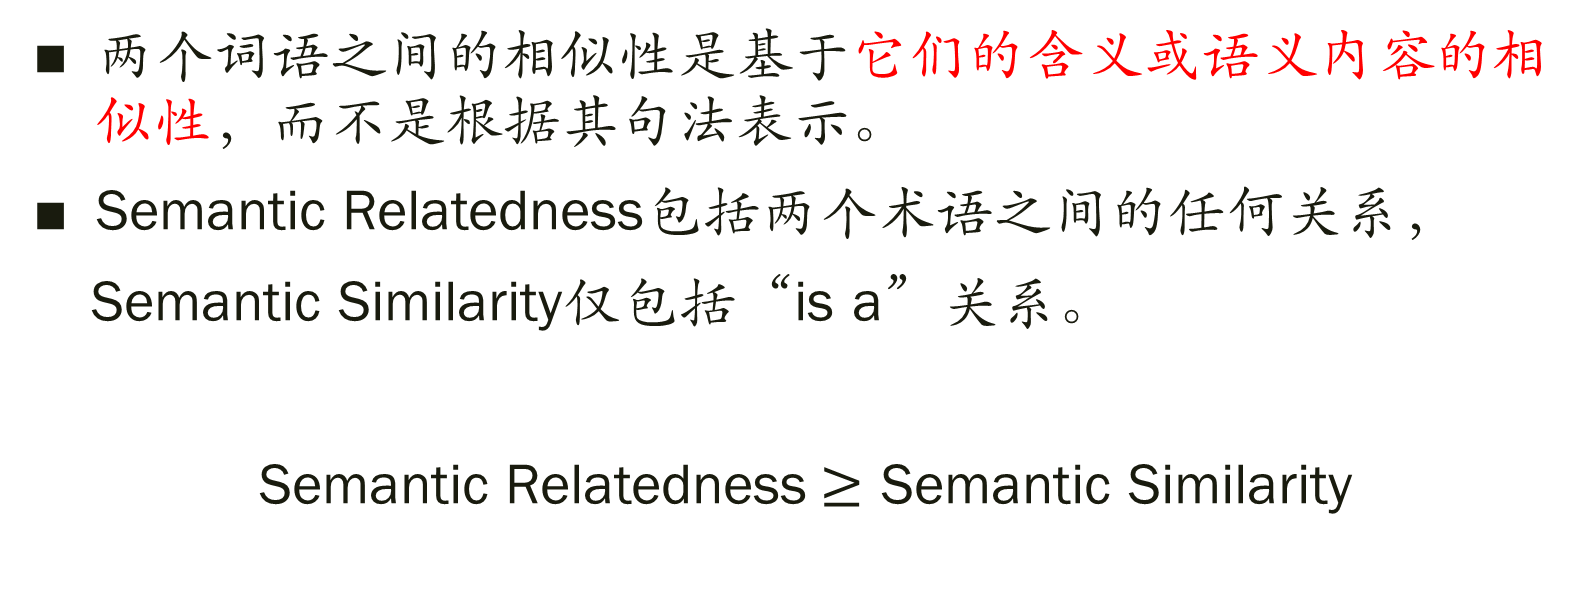 ■ 两个词语之间的相似性是基于它们的含义或语义内容的相
似性，而不是根据其句法表示。
■ Semantic Relatedness包括两个术语之间的任何关系，
Semantic Similarity仅包括“is a”关系。
Semantic Relatedness ≥ Semantic Similarity